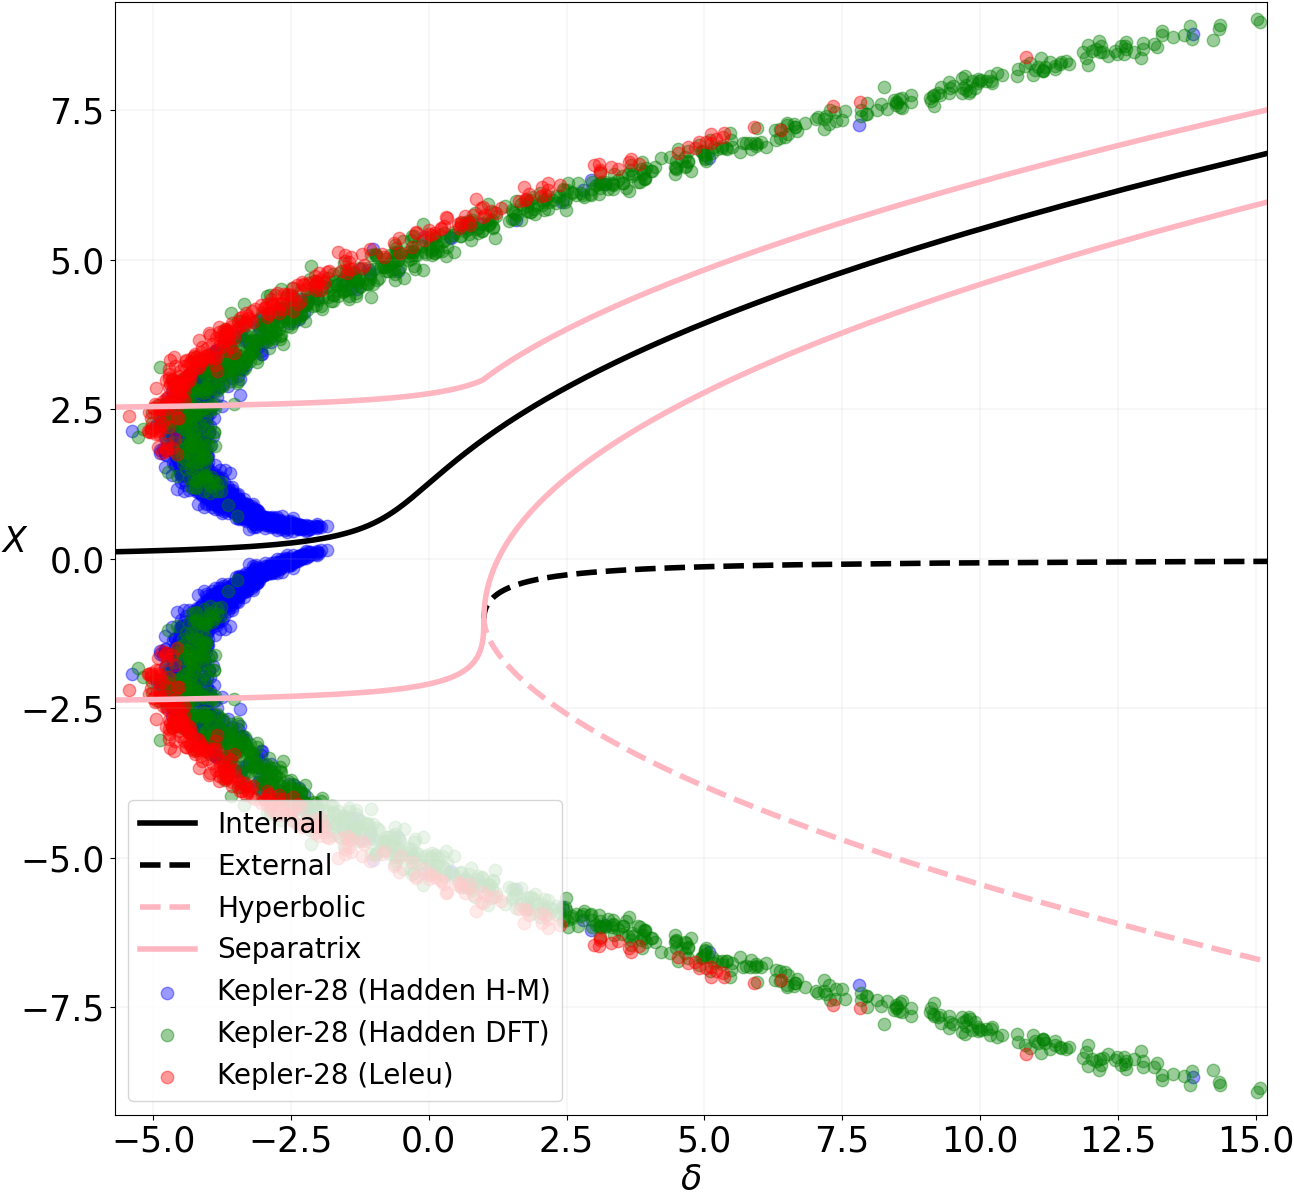 7.5
5.0
2.5
0.0
−2.5
−5.0
−7.5
X
Internal
External
Hyperbolic
Separatrix
Kepler-28 (Hadden H-M)
Kepler-28 (Hadden DFT)
Kepler-28 (Leleu)
−5.0 −2.5 0.0 2.5 5.0 7.5 10.0 12.5 15.0
δ